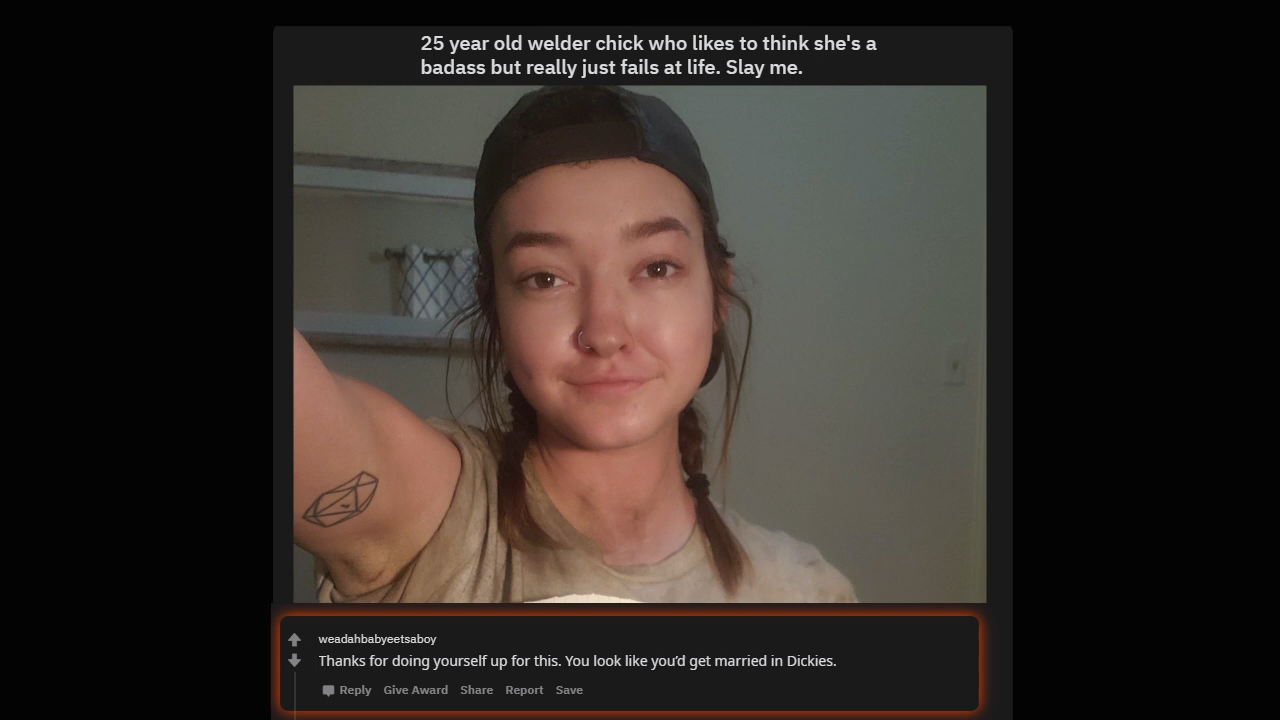 25 year old welder chick who likes to think she's a
badass but really just fails at life. Slay me.
weadahbabyeetsaboy
Thanks for doing yourself up for this. You look like you’d get married in Dickies.
Reply Give Award Share Report Save